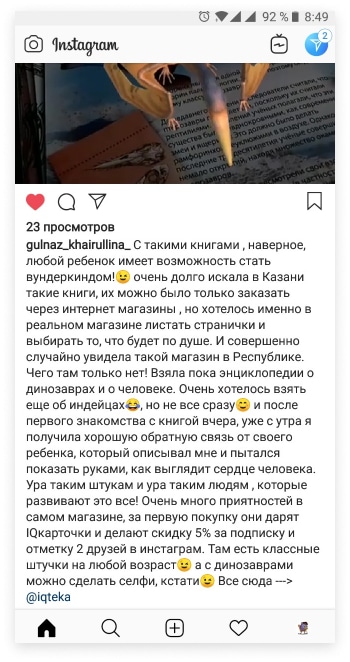 92 % 8:49
Instagram
2
23 просмотров
gulnaz_khairullina_ С такими книгами , наверное,
любой ребенок имеет возможность стать
вундеркиндом!😉 очень долго искала в Казани
такие книги, их можно было только заказать
через интернет магазины , но хотелось именно в
реальном магазине листать странички и
выбирать то, что будет по душе. И совершенно
случайно увидела такой магазин в Республике.
Чего там только нет! Взяла пока энциклопедии о
динозаврах и о человеке. Очень хотелось взять
еще об индейцах😂, но не все сразу😊 и после
первого знакомства с книгой вчера, уже с утра я
получила хорошую обратную связь от своего
ребенка, который описывал мне и пытался
показать руками, как выглядит сердце человека.
Ура таким штукам и ура таким людям , которые
развивают это все! Очень много приятностей в
самом магазине, за первую покупку они дарят
IQкарточки и делают скидку 5% за подписку и
отметку 2 друзей в инстаграм. Там есть классные
штучки на любой возраст😉 а с динозаврами
можно сделать селфи, кстати😉 Все сюда --->
@iqteka